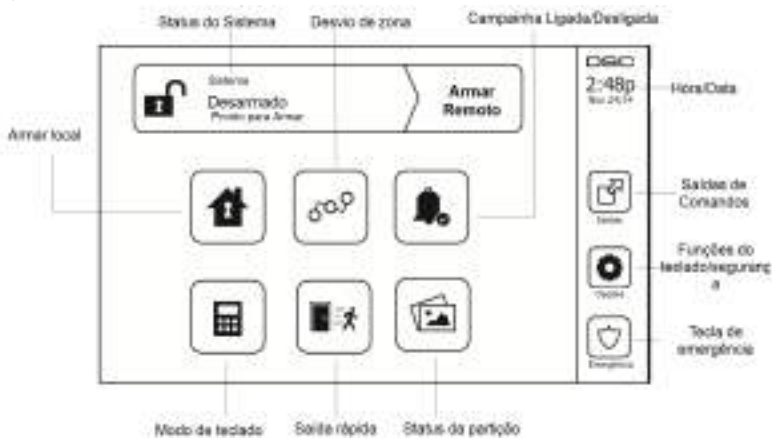 Status do Sistema
Desvio de zona
Campainha Ligada/Desligada
DSC
Sistema
Desarmado
Pronto para Armar
Armar
Remoto
2:48p
Hora/Data
Armar local
Saídas de
Comandos
Funções do
teclado/seguranç
a
Tecla de
emergência
Emergência
Modo de teclado
Saída rápida
Status da partição